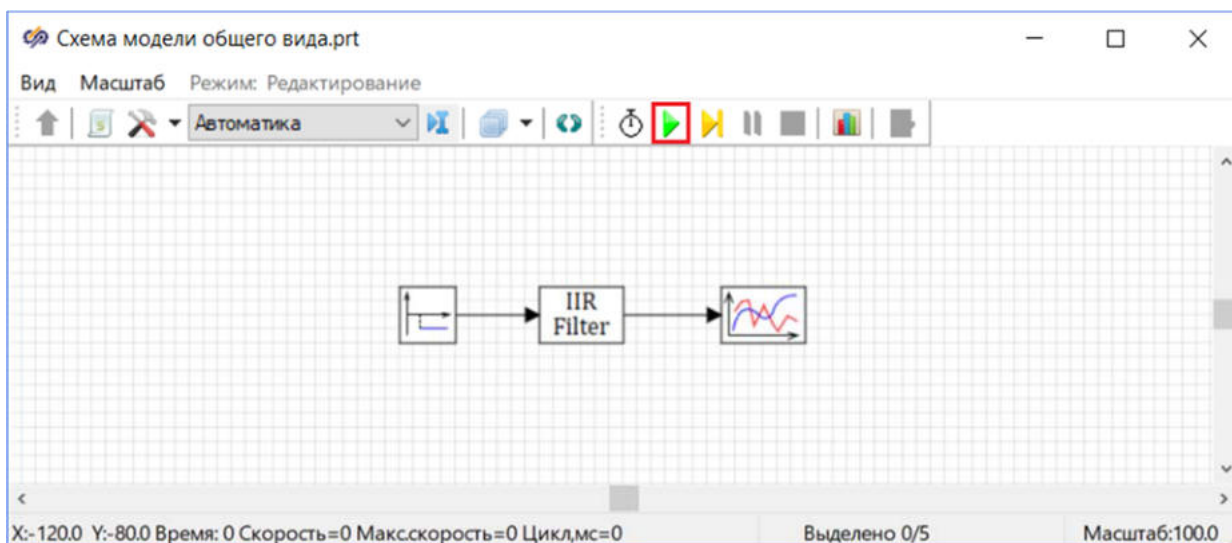 Схема модели общего вида.prt
Вид Масштаб Режим: Редактирование
Автоматика
IIR
Filter
X:-120.0 Y:-80.0 Время: 0 Скорость=0 Макс.скорость=0 Цикл,мс=0 Выделено 0/5 Масштаб:100.0